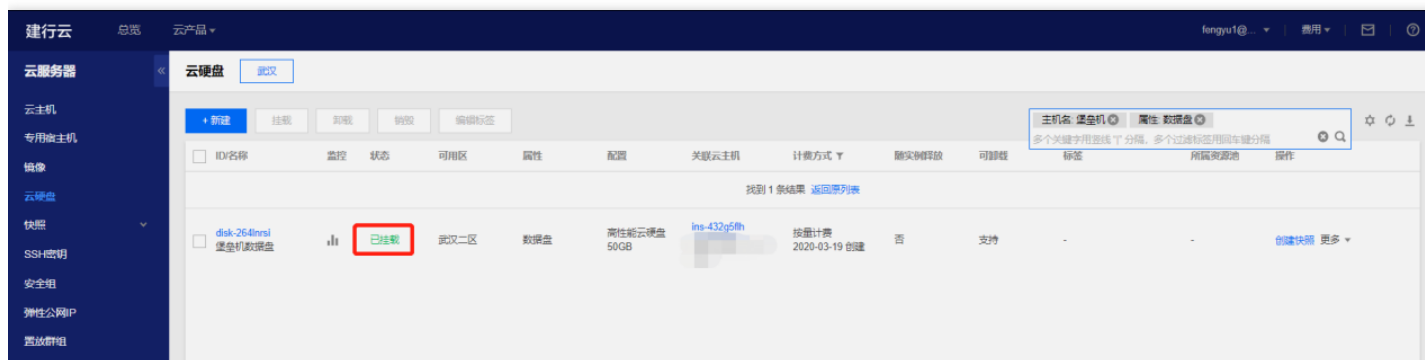 建行云 总览 云产品 fengyu1@... 费用
云服务器 云硬盘 武汉
云主机
专用宿主机
镜像
云硬盘
快照
SSH密钥
安全组
弹性公网IP
置放群组
+ 新建 挂载 卸载 销毁 编辑标签
主机名: 堡垒机 属性: 数据盘
多个关键字用竖线 "|" 分隔，多个过滤标签用回车键分隔
ID/名称 监控 状态 可用区 属性 配置 关联云主机 计费方式 随实例释放 可卸载 标签 所属资源池 操作
找到 1 条结果 返回原列表
disk-264lnrsi
堡垒机数据盘
已挂载 武汉二区 数据盘
高性能云硬盘
50GB
ins-432g5flh
按量计费
2020-03-19 创建
否 支持 - - 创建快照 更多